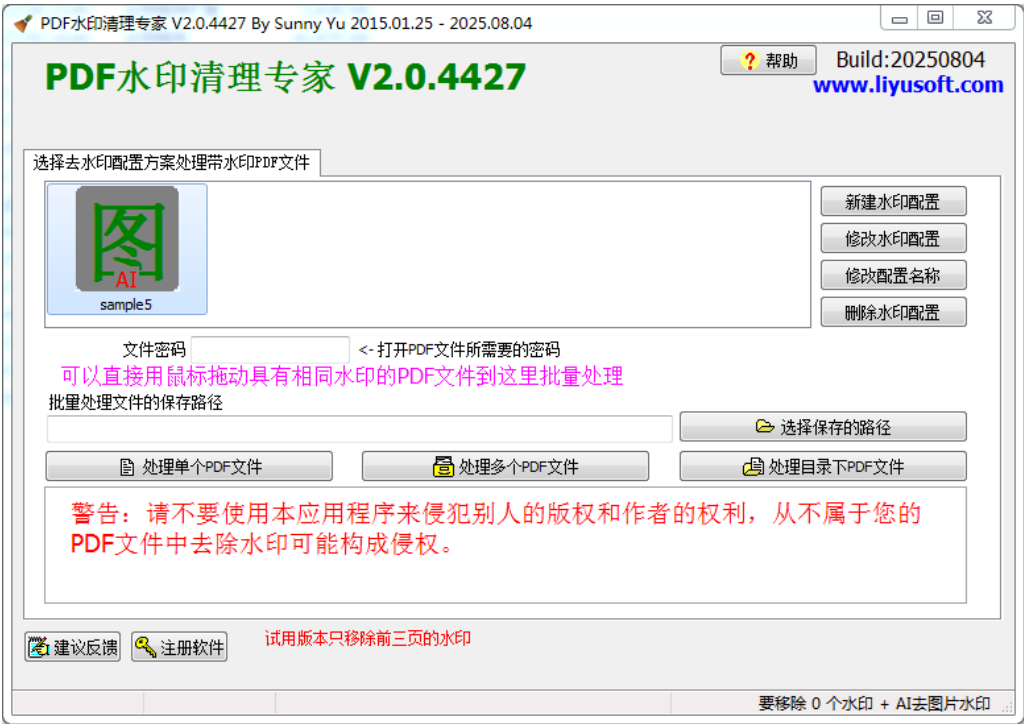 PDF水印清理专家 V2.0.4427 By Sunny Yu 2015.01.25 - 2025.08.04
PDF水印清理专家 V2.0.4427
? 帮助
Build:20250804
www.liyusoft.com
选择去水印配置方案处理带水印PDF文件
图
AI
sample5
新建水印配置
修改水印配置
修改配置名称
删除水印配置
文件密码 <- 打开PDF文件所需要的密码
可以直接用鼠标拖动具有相同水印的PDF文件到这里批量处理
批量处理文件的保存路径
选择保存的路径
处理单个PDF文件
处理多个PDF文件
处理目录下PDF文件
警告：请不要使用本应用程序来侵犯别人的版权和作者的权利，从不属于您的
PDF文件中去除水印可能构成侵权。
建议反馈
注册软件
试用版本只移除前三页的水印
要移除 0 个水印 + AI去图片水印